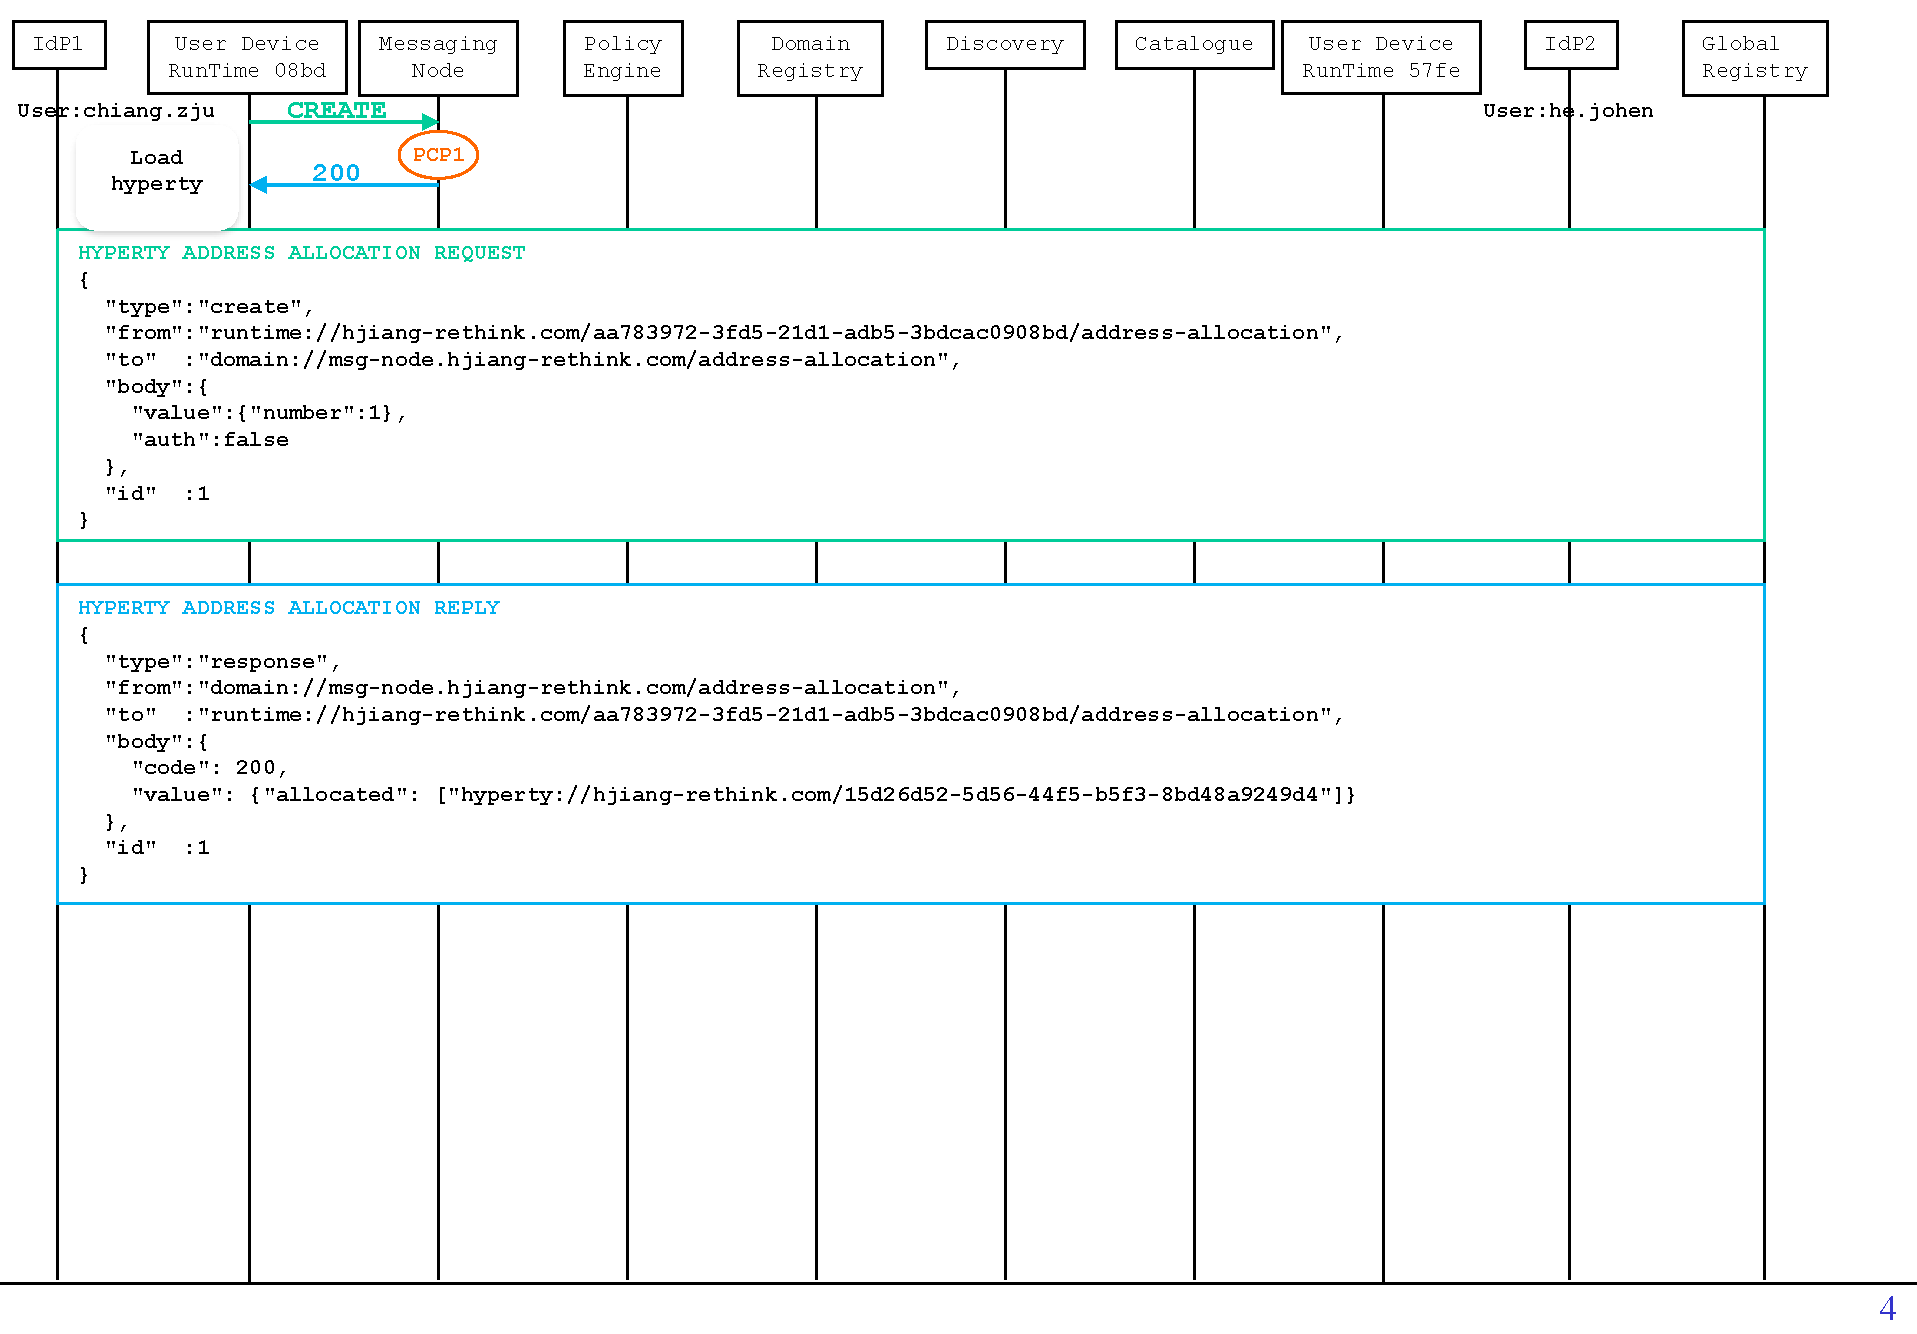 IdP1
User Device
RunTime 08bd
Messaging
Node
Policy
Engine
Domain
Registry
Discovery
Catalogue
User Device
RunTime 57fe
IdP2
Global
Registry
User:chiang.zju
CREATE
User:he.johen
Load
hyperty
PCP1
200
HYPERTY ADDRESS ALLOCATION REQUEST
{
"type":"create",
"from":"runtime://hjiang-rethink.com/aa783972-3fd5-21d1-adb5-3bdcac0908bd/address-allocation",
"to"  :"domain://msg-node.hjiang-rethink.com/address-allocation",
"body":{
"value":{"number":1},
"auth":false
},
"id"  :1
}
HYPERTY ADDRESS ALLOCATION REPLY
{
"type":"response",
"from":"domain://msg-node.hjiang-rethink.com/address-allocation",
"to"  :"runtime://hjiang-rethink.com/aa783972-3fd5-21d1-adb5-3bdcac0908bd/address-allocation",
"body":{
"code": 200,
"value": {"allocated": ["hyperty://hjiang-rethink.com/15d26d52-5d56-44f5-b5f3-8bd48a9249d4"]}
},
"id"  :1
}
4